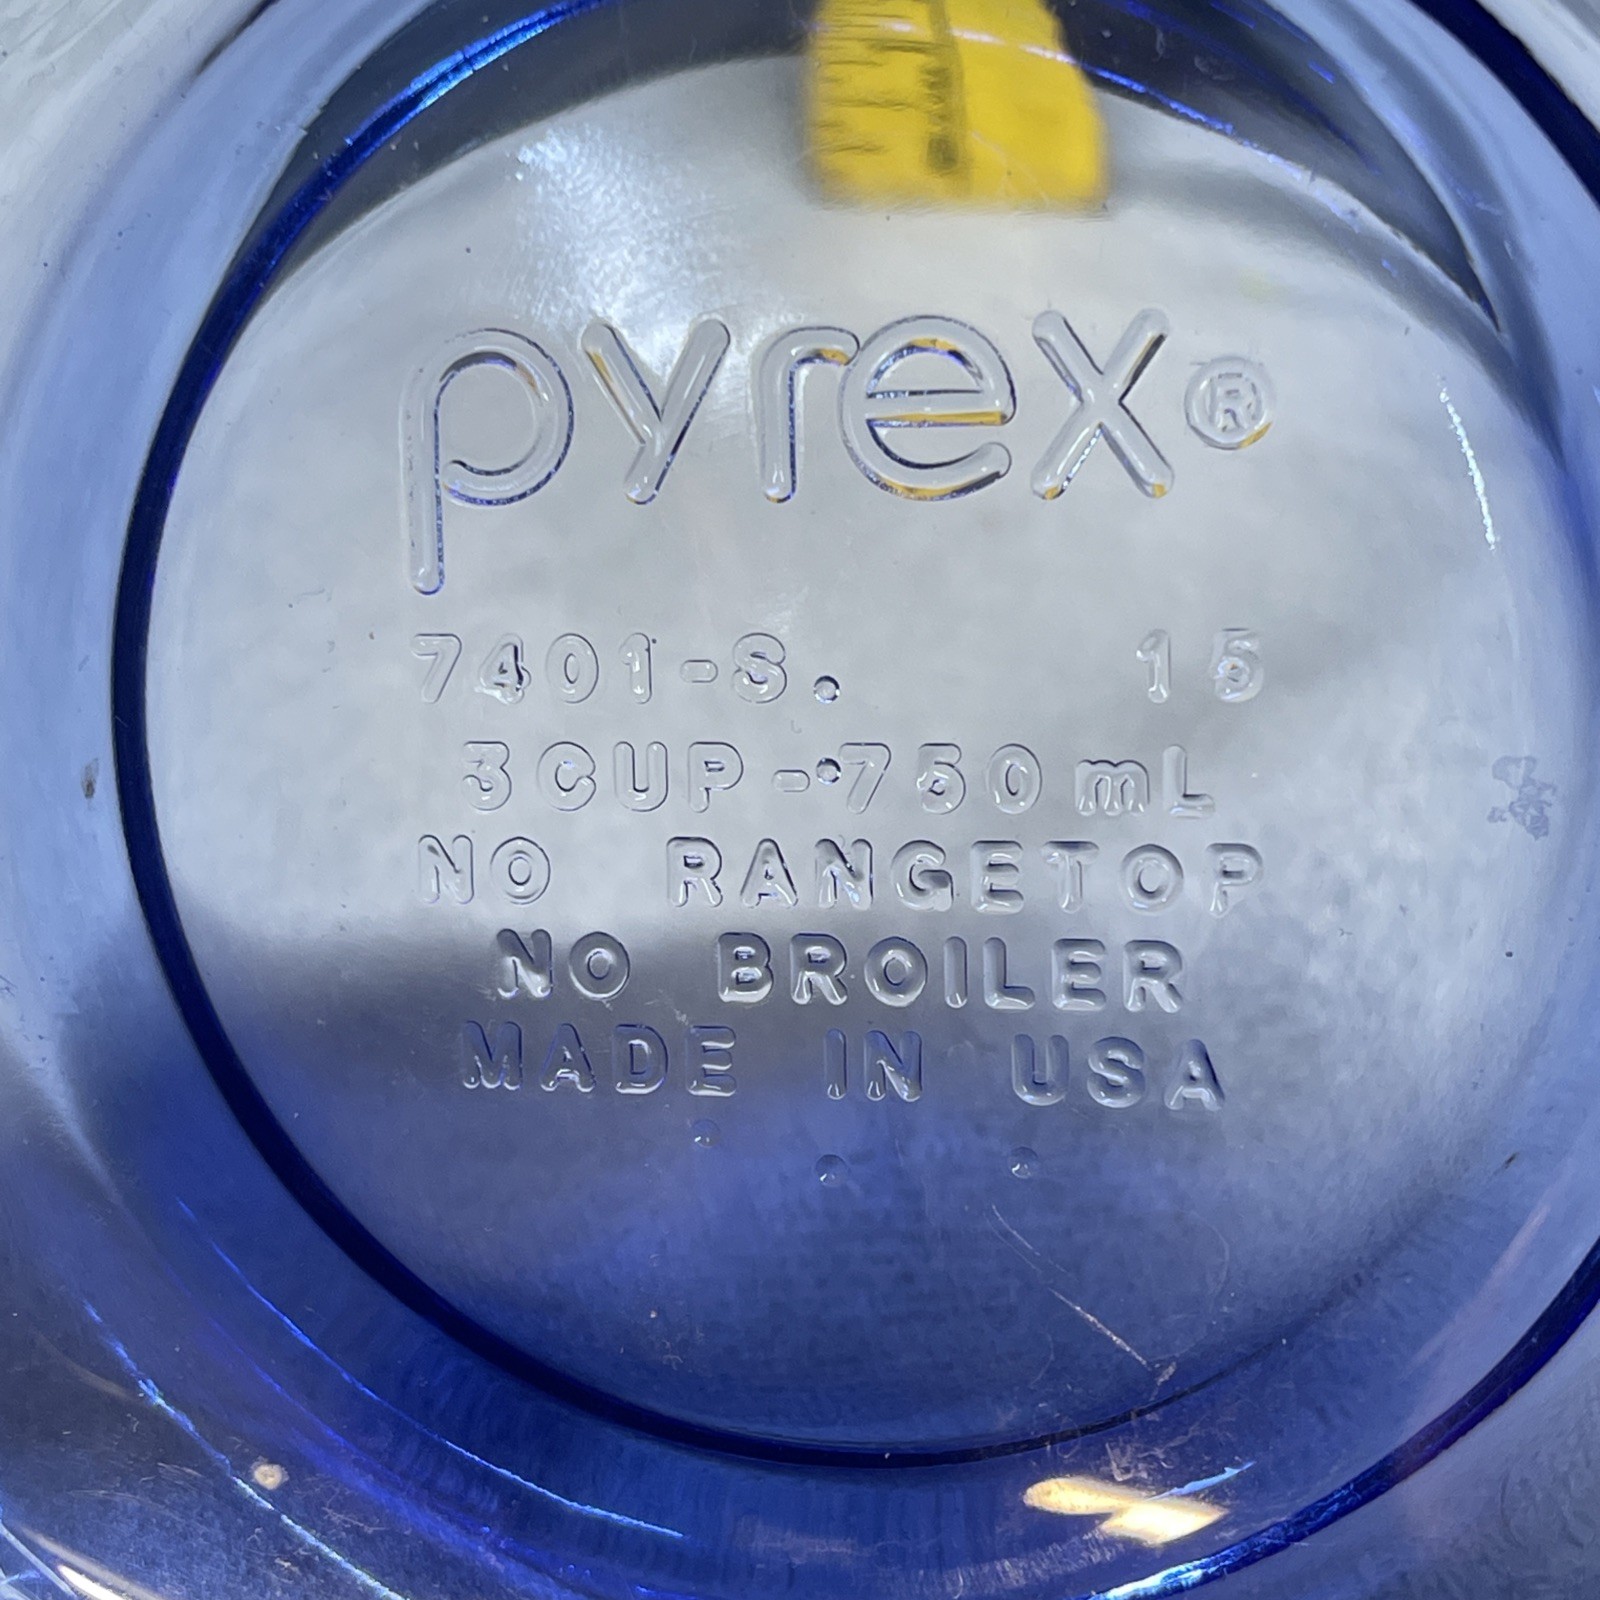 pyrex®
7401-S. 15
3 CUP - 750 mL
NO RANGETOP
NO BROILER
MADE IN USA